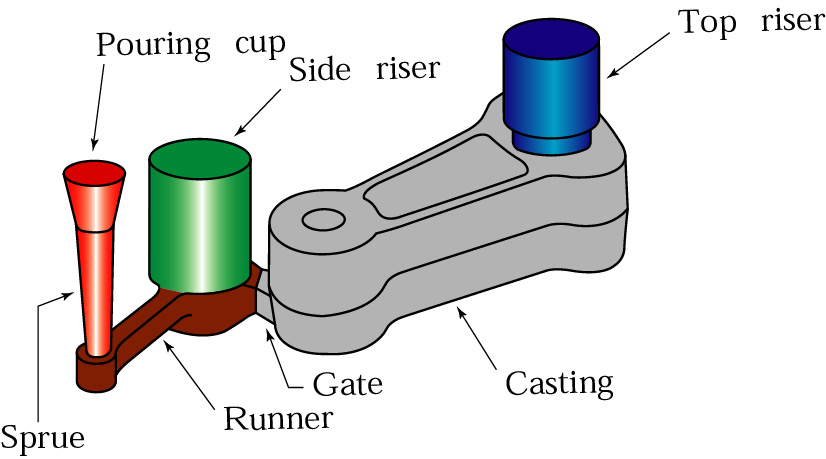 Top riser
Pouring cup
Side riser
Gate
Casting
Runner
Sprue